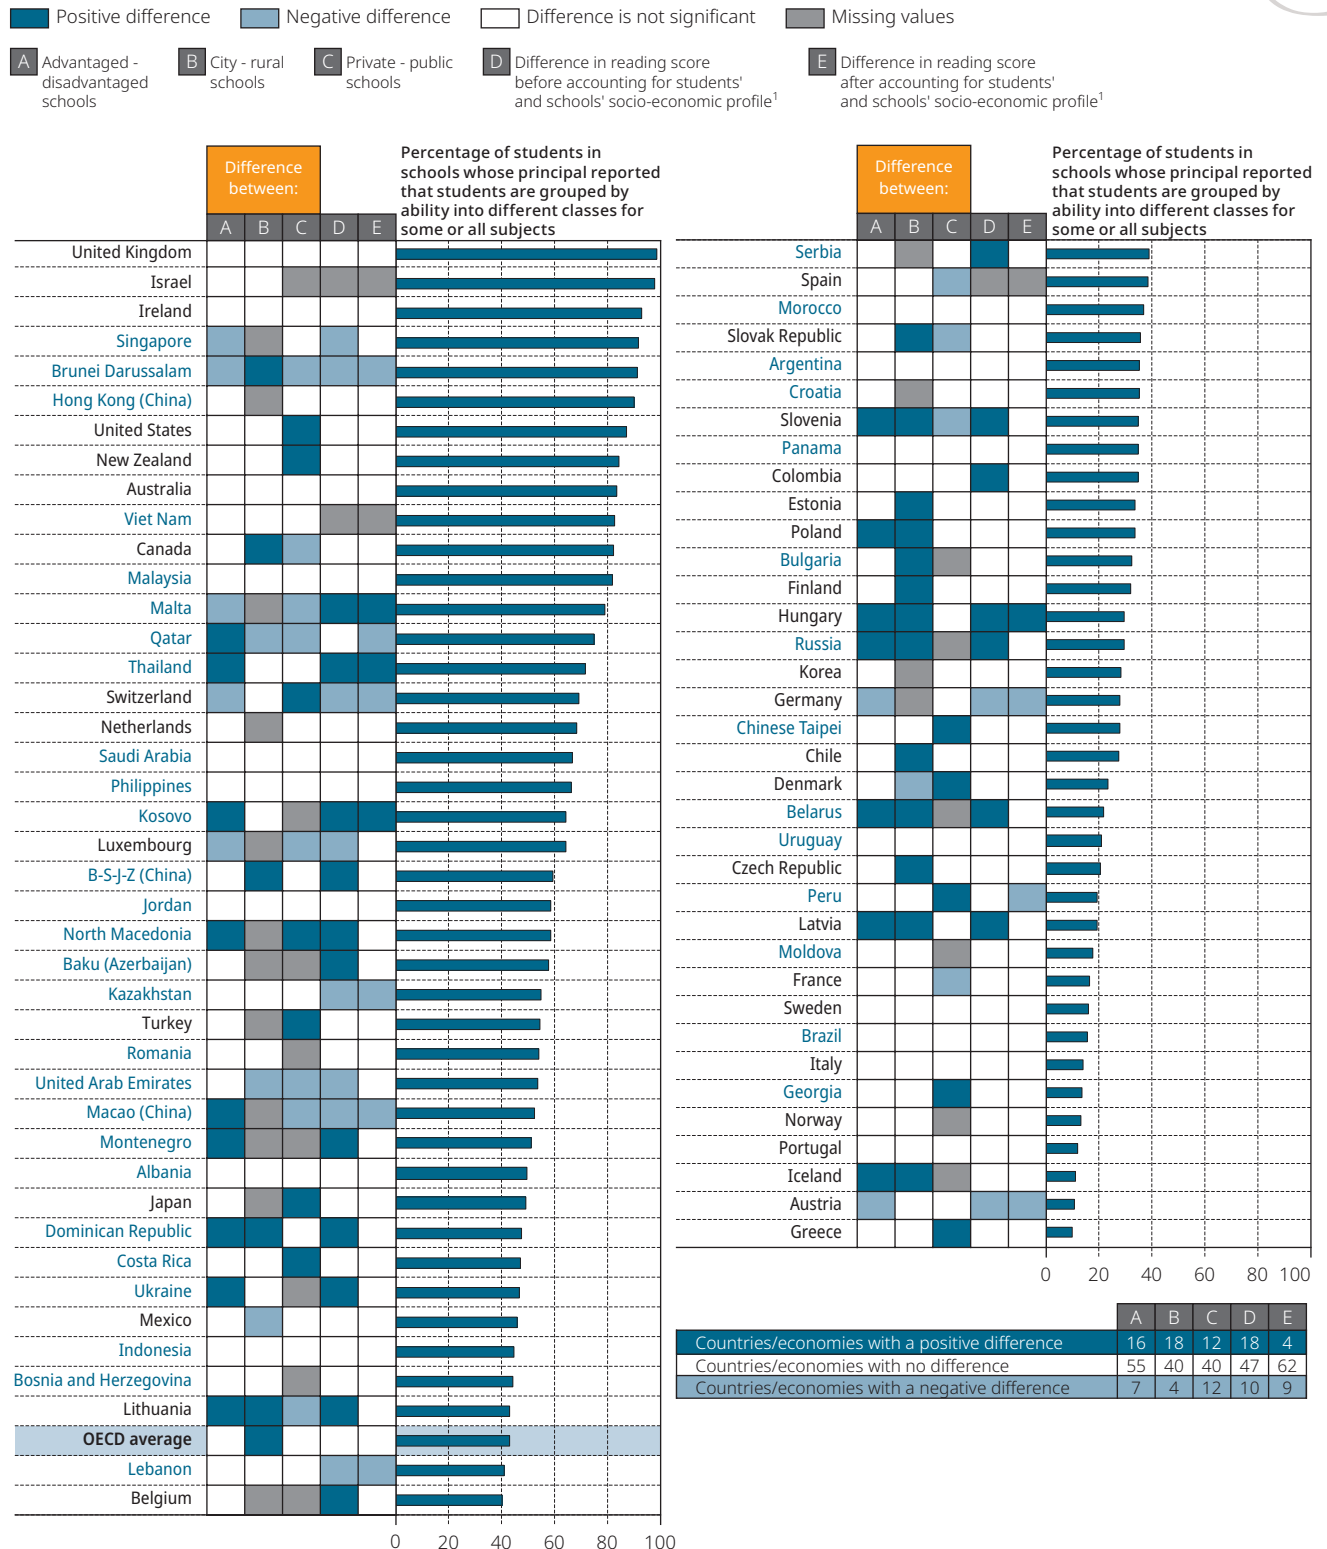 Positive difference
Negative difference
Difference is not significant
Missing values
A Advantaged -
disadvantaged
schools
B City - rural
schools
C Private - public
schools
D Difference in reading score
before accounting for students'
and schools' socio-economic profile1
E Difference in reading score
after accounting for students'
and schools' socio-economic profile1
Difference
between:
A B C D E
Percentage of students in
schools whose principal reported
that students are grouped by
ability into different classes for
some or all subjects
United Kingdom
Israel
Ireland
Singapore
Brunei Darussalam
Hong Kong (China)
United States
New Zealand
Australia
Viet Nam
Canada
Malaysia
Malta
Qatar
Thailand
Switzerland
Netherlands
Saudi Arabia
Philippines
Kosovo
Luxembourg
B-S-J-Z (China)
Jordan
North Macedonia
Baku (Azerbaijan)
Kazakhstan
Turkey
Romania
United Arab Emirates
Macao (China)
Montenegro
Albania
Japan
Dominican Republic
Costa Rica
Ukraine
Mexico
Indonesia
Bosnia and Herzegovina
Lithuania
OECD average
Lebanon
Belgium
0 20 40 60 80 100
Difference
between:
A B C D E
Percentage of students in
schools whose principal reported
that students are grouped by
ability into different classes for
some or all subjects
Serbia
Spain
Morocco
Slovak Republic
Argentina
Croatia
Slovenia
Panama
Colombia
Estonia
Poland
Bulgaria
Finland
Hungary
Russia
Korea
Germany
Chinese Taipei
Chile
Denmark
Belarus
Uruguay
Czech Republic
Peru
Latvia
Moldova
France
Sweden
Brazil
Italy
Georgia
Norway
Portugal
Iceland
Austria
Greece
0 20 40 60 80 100
A B C D E
Countries/economies with a positive difference 16 18 12 18 4
Countries/economies with no difference 55 40 40 47 62
Countries/economies with a negative difference 7 4 12 10 9